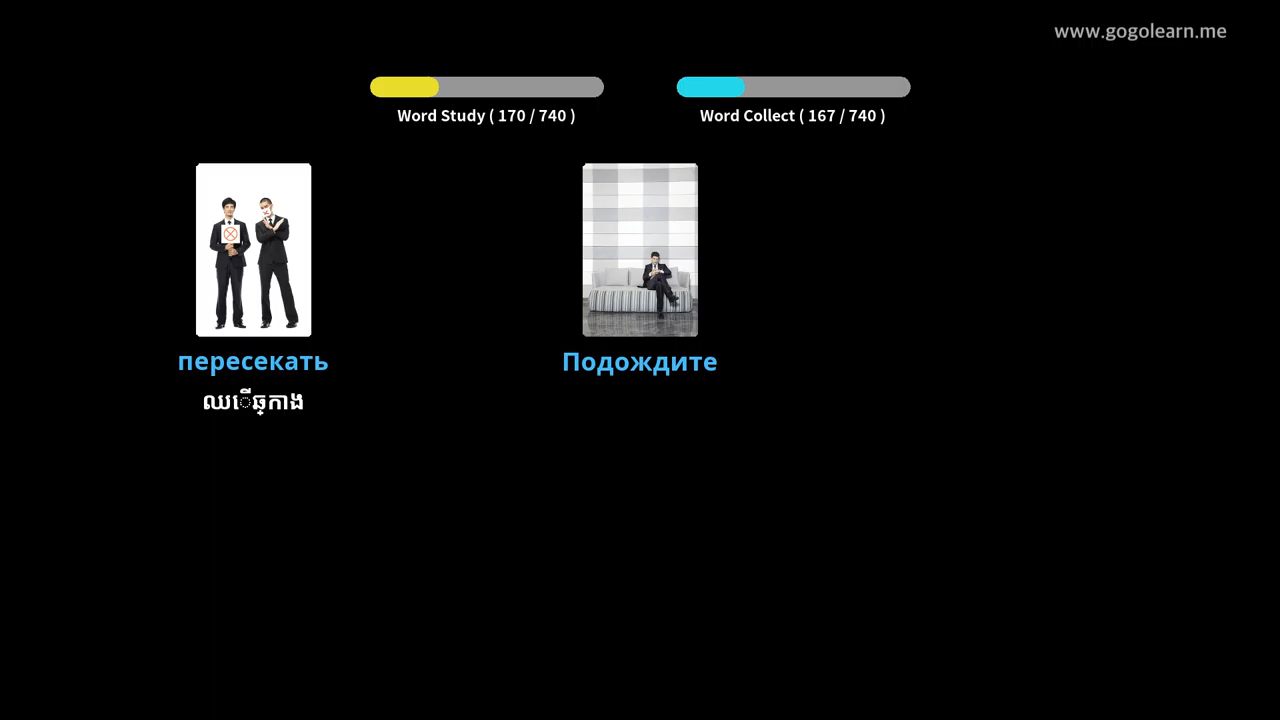 www.gogolearn.me
Word Study ( 170 / 740 )
Word Collect ( 167 / 740 )
пересекать
Подождите
ឈើឆ្កាង